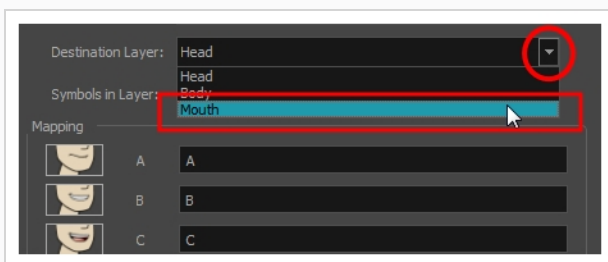 Destination Layer: Head
Head
Symbols in Layer: Body
Mouth
Mapping
A A
B B
C C